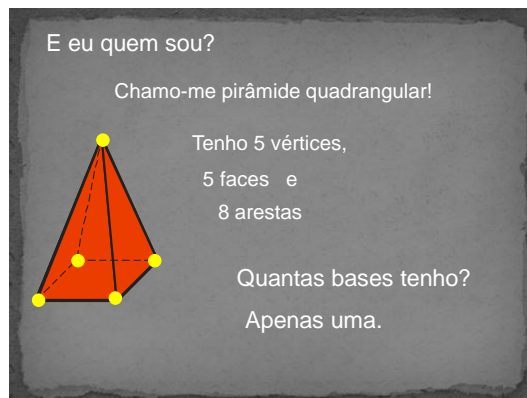 E eu quem sou?
Chamo-me pirâmide quadrangular!
Tenho 5 vértices,
5 faces e
8 arestas
Quantas bases tenho?
Apenas uma.